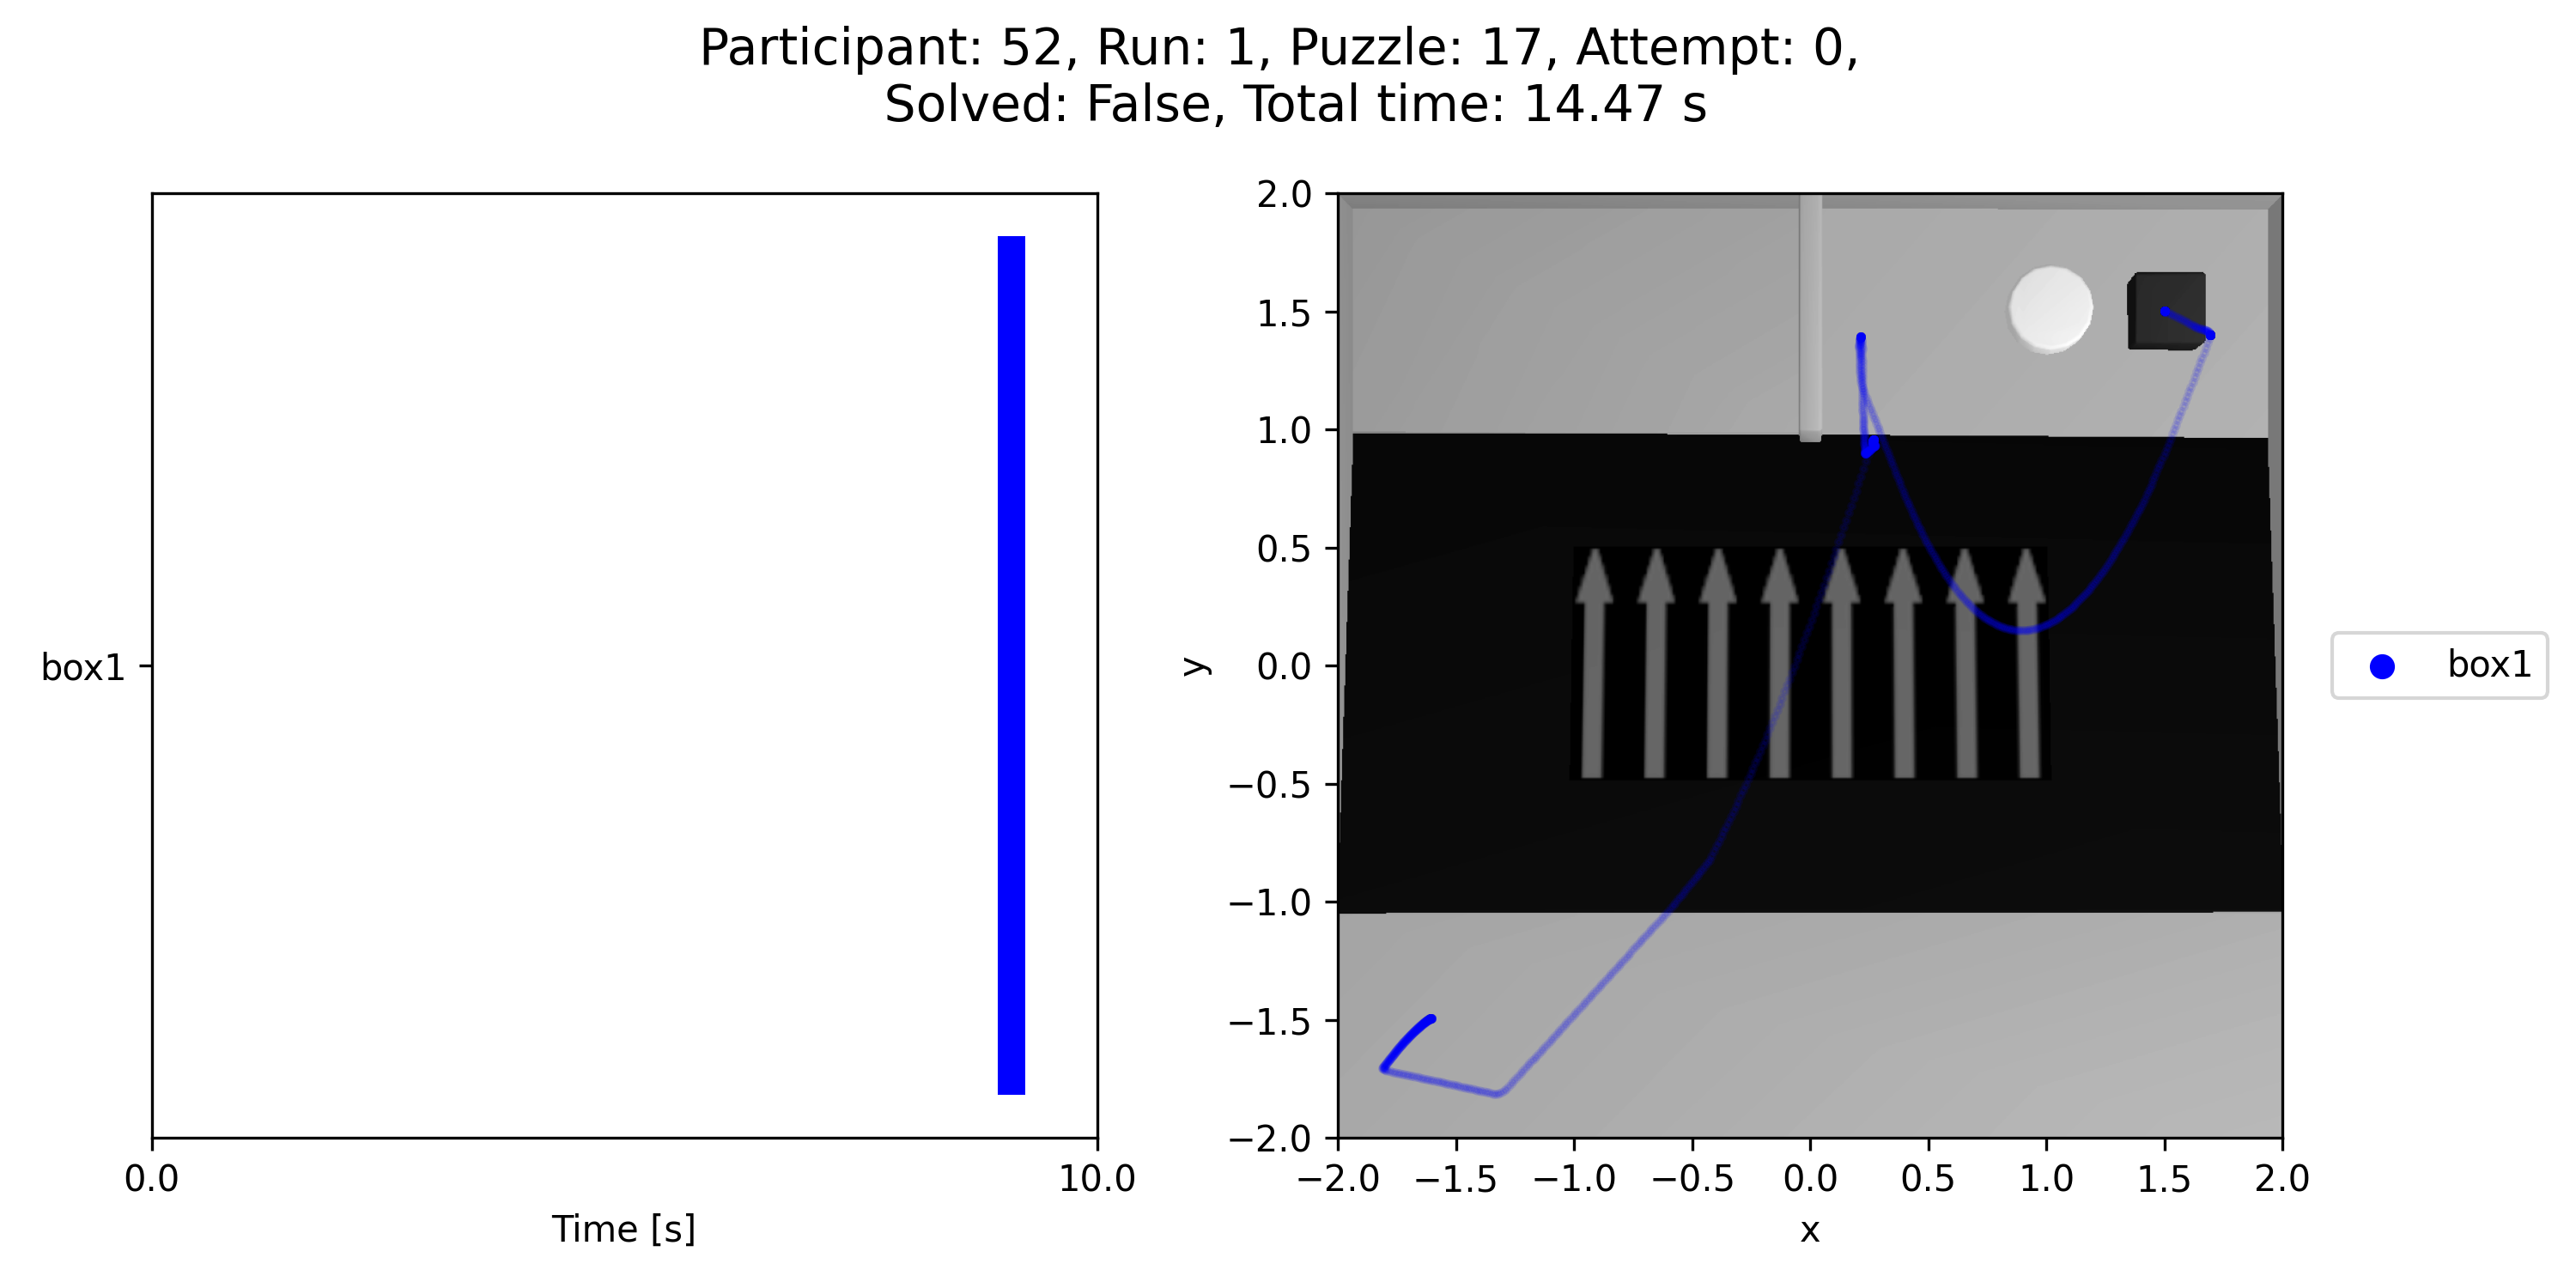 Participant: 52, Run: 1, Puzzle: 17, Attempt: 0,
Solved: False, Total time: 14.47 s
box1
0.0
10.0
Time [s]
2.0
1.5
1.0
0.5
0.0
−0.5
−1.0
−1.5
−2.0
y
−2.0
−1.5
−1.0
−0.5
0.0
0.5
1.0
1.5
2.0
x
box1